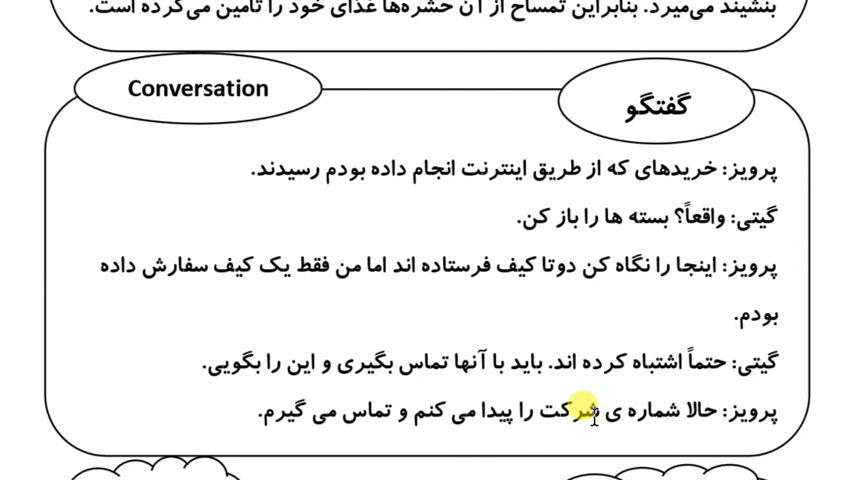 بنشیند می‌میرد. بنابراین تمساح از آن حشره‌ها غذای خود را تامین می‌کرده است.
Conversation
گفتگو
پرویز: خریدهای که از طریق اینترنت انجام داده بودم رسیدند.
گیتی: واقعاً؟ بسته ها را باز کن.
پرویز: اینجا را نگاه کن دوتا کیف فرستاده اند اما من فقط یک کیف سفارش داده
بودم.
گیتی: حتماً اشتباه کرده اند. باید با آنها تماس بگیری و این را بگویی.
پرویز: حالا شماره ی شرکت را پیدا می کنم و تماس می گیرم.